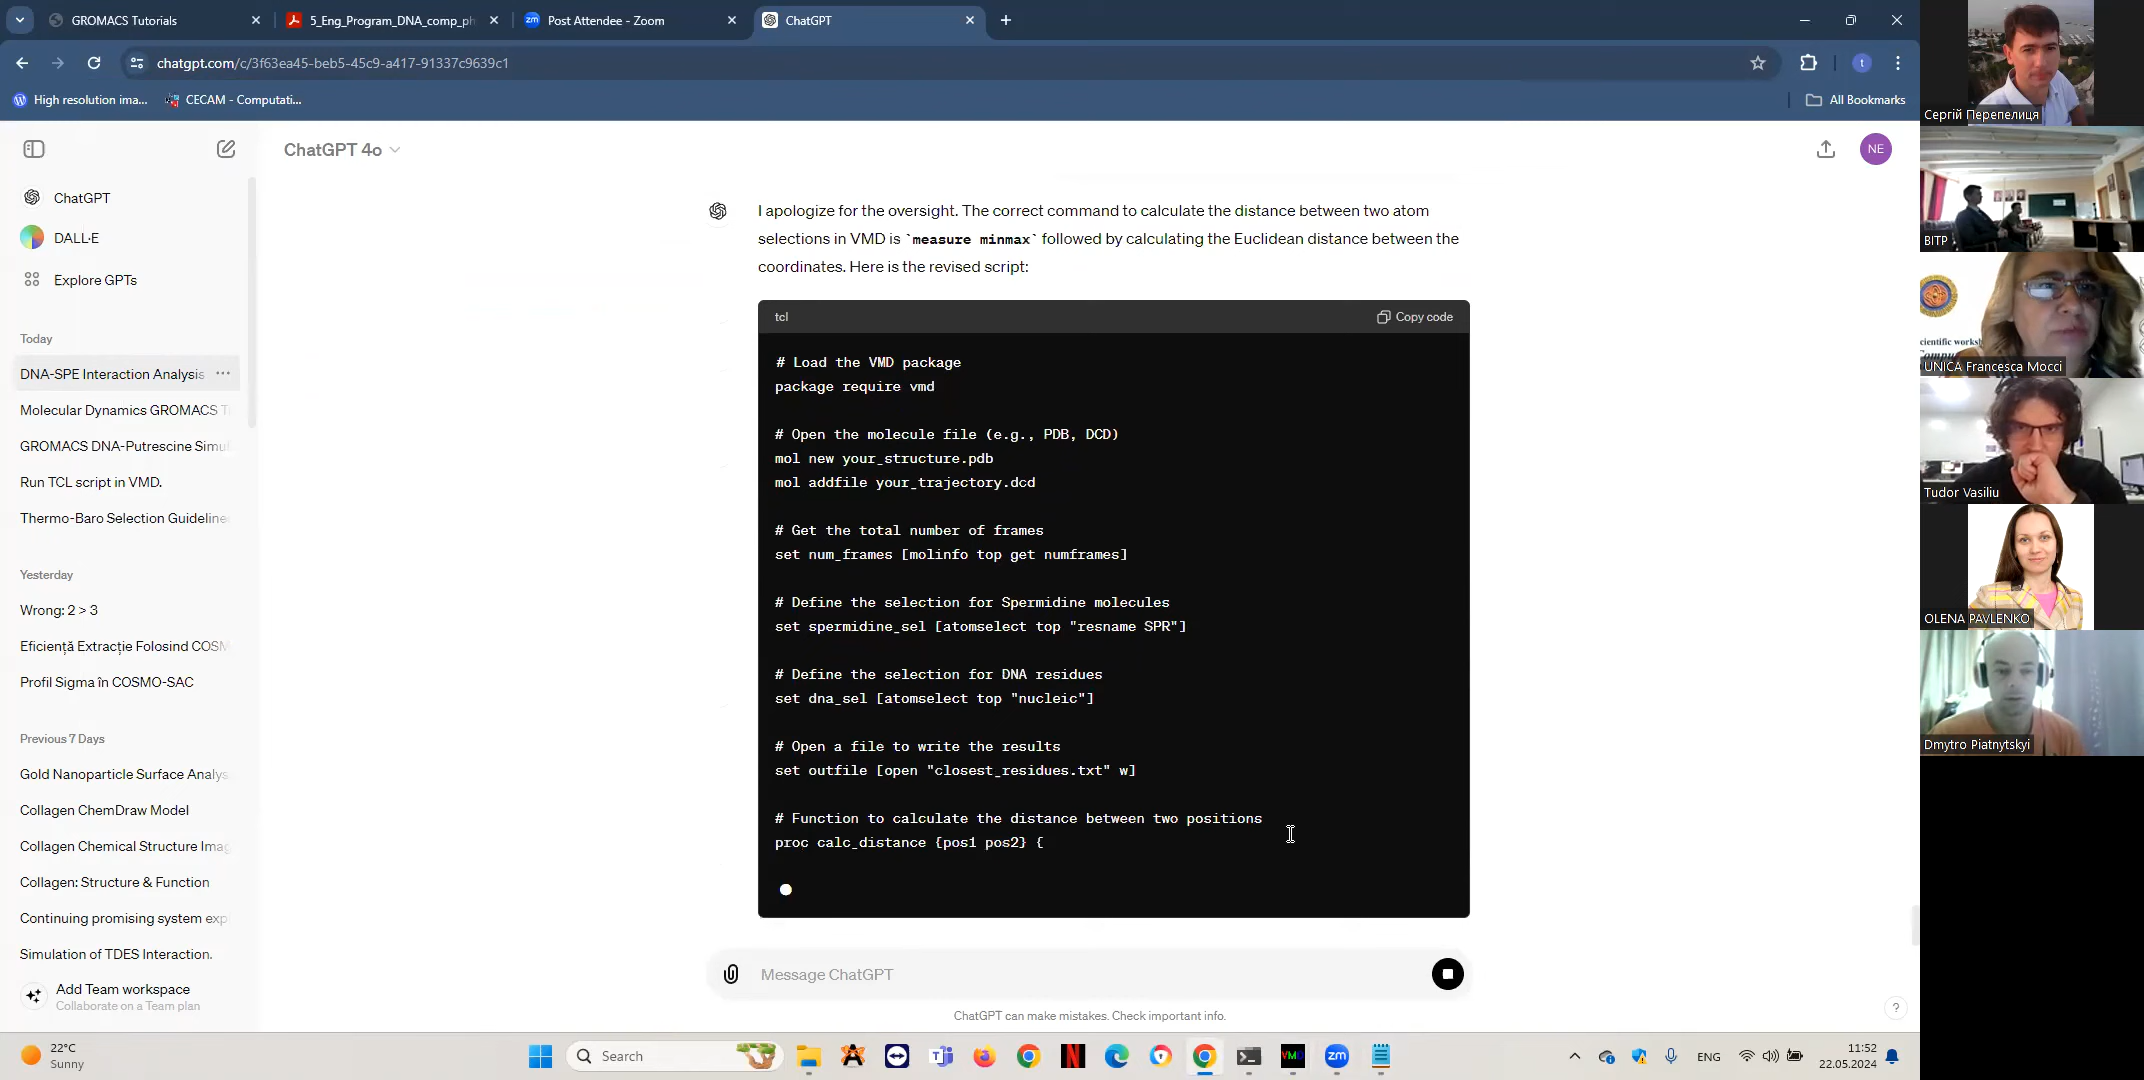 GROMACS Tutorials
5_Eng_Program_DNA_comp_ph
zm Post Attendee - Zoom
ChatGPT
chatgpt.com/c/3f63ea45-beb5-45c9-a417-91337c9639c1
t
High resolution ima...
CECAM - Computati...
All Bookmarks
ChatGPT 4o
NE
ChatGPT
DALL·E
Explore GPTs
Today
DNA-SPE Interaction Analysis
Molecular Dynamics GROMACS T
GROMACS DNA-Putrescine Simul
Run TCL script in VMD.
Thermo-Baro Selection Guideline
Yesterday
Wrong: 2 > 3
Eficiență Extracție Folosind COSM
Profil Sigma în COSMO-SAC
Previous 7 Days
Gold Nanoparticle Surface Analys
Collagen ChemDraw Model
Collagen Chemical Structure Imag
Collagen: Structure & Function
Continuing promising system exp
Simulation of TDES Interaction.
Add Team workspace
Collaborate on a Team plan
I apologize for the oversight. The correct command to calculate the distance between two atom
selections in VMD is `measure minmax` followed by calculating the Euclidean distance between the
coordinates. Here is the revised script:
tcl
Copy code
# Load the VMD package
package require vmd
# Open the molecule file (e.g., PDB, DCD)
mol new your_structure.pdb
mol addfile your_trajectory.dcd
# Get the total number of frames
set num_frames [molinfo top get numframes]
# Define the selection for Spermidine molecules
set spermidine_sel [atomselect top "resname SPR"]
# Define the selection for DNA residues
set dna_sel [atomselect top "nucleic"]
# Open a file to write the results
set outfile [open "closest_residues.txt" w]
# Function to calculate the distance between two positions
proc calc_distance {pos1 pos2} {
Message ChatGPT
ChatGPT can make mistakes. Check important info.
?
22°C
Sunny
Search
VMD
zm
ENG
11:52
22.05.2024
Сергій Перепелиця
BITP
cientific works
UNICA Francesca Mocci
Tudor Vasiliu
OLENA PAVLENKO
Dmytro Piatnytskyi